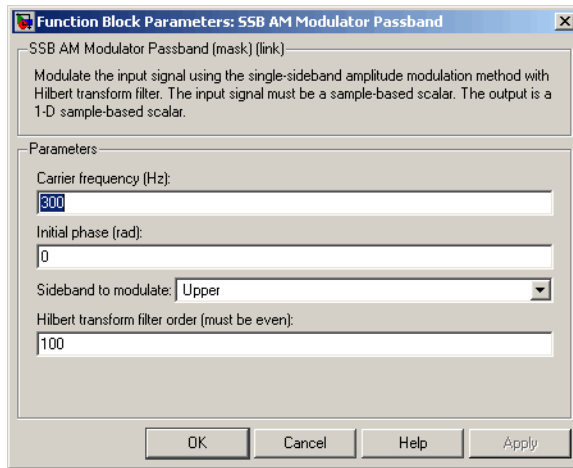 Function Block Parameters: SSB AM Modulator Passband
SSB AM Modulator Passband (mask) (link)
Modulate the input signal using the single-sideband amplitude modulation method with
Hilbert transform filter. The input signal must be a sample-based scalar. The output is a
1-D sample-based scalar.
Parameters
Carrier frequency (Hz):
300
Initial phase (rad):
0
Sideband to modulate: Upper
Hilbert transform filter order (must be even):
100
OK Cancel Help Apply